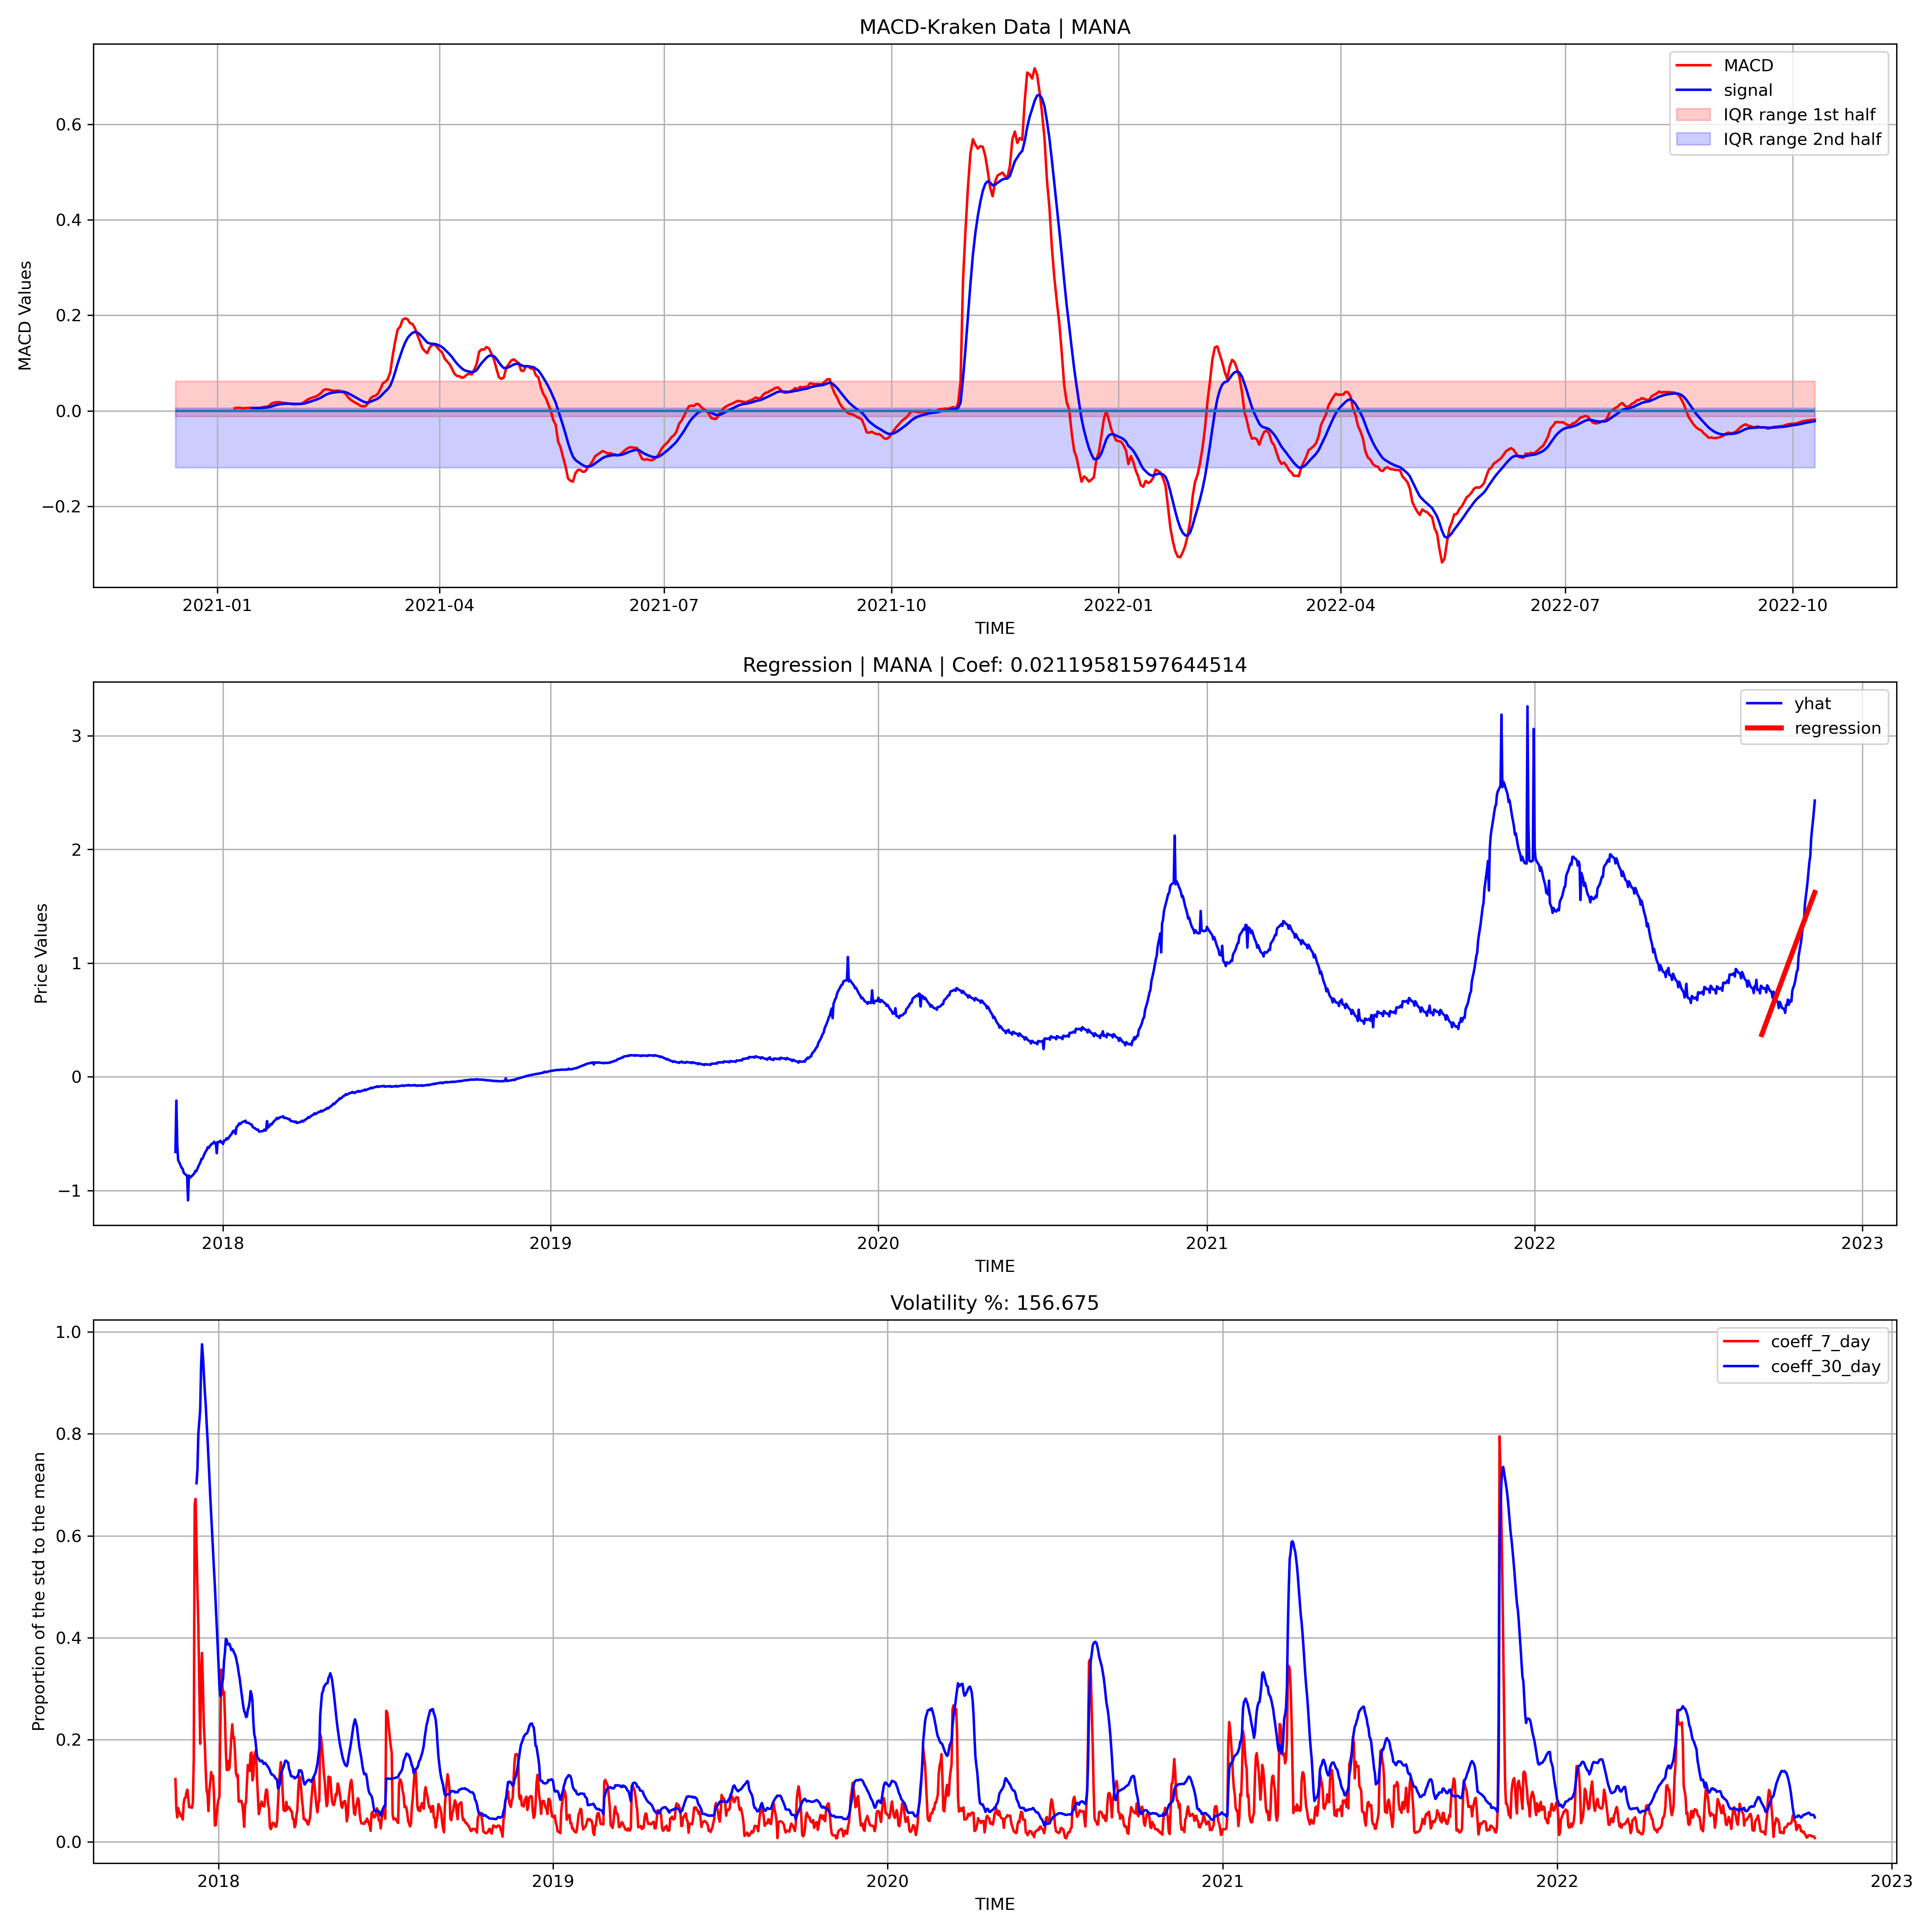 MACD-Kraken Data | MANA
MACD
signal
IQR range 1st half
IQR range 2nd half
MACD Values
0.6
0.4
0.2
0.0
−0.2
2021-01
2021-04
2021-07
2021-10
2022-01
2022-04
2022-07
2022-10
TIME
Regression | MANA | Coef: 0.02119581597644514
yhat
regression
Price Values
3
2
1
0
−1
2018
2019
2020
2021
2022
2023
TIME
Volatility %: 156.675
coeff_7_day
coeff_30_day
Proportion of the std to the mean
1.0
0.8
0.6
0.4
0.2
0.0
2018
2019
2020
2021
2022
2023
TIME